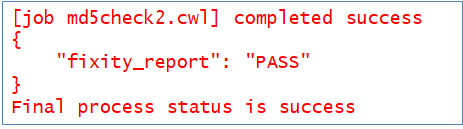 [job md5check2.cwl] completed success
{
    "fixity_report": "PASS"
}
Final process status is success